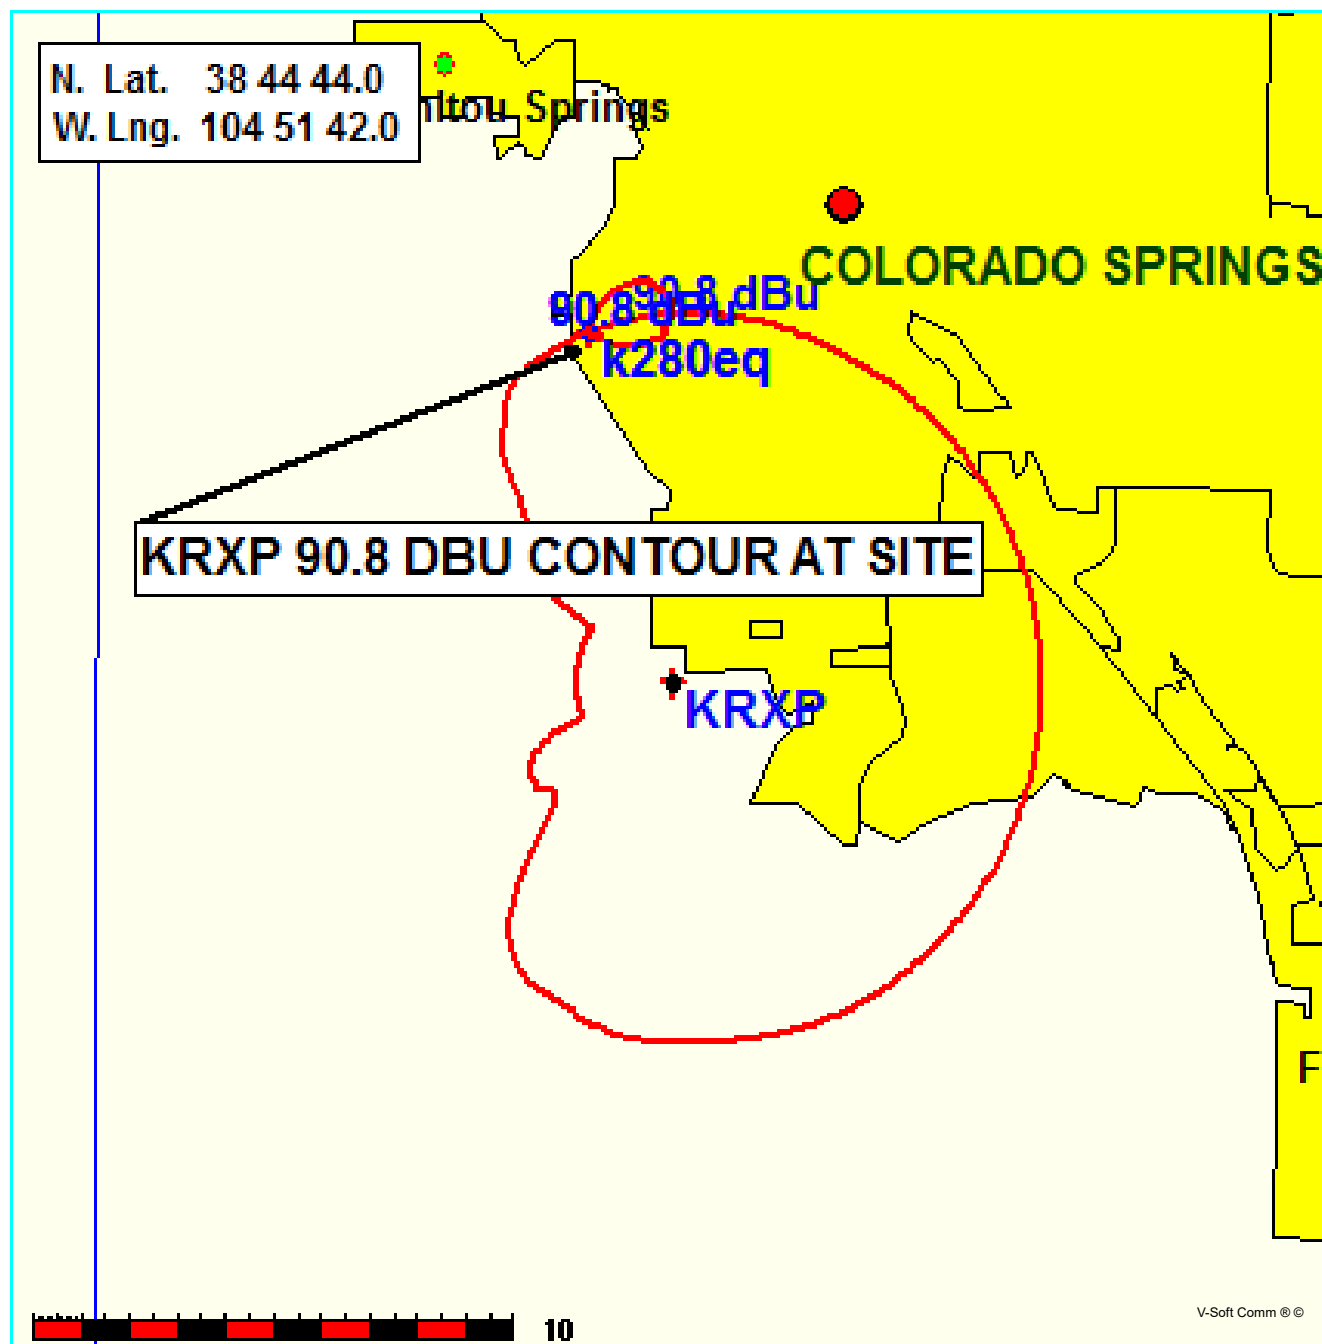 N. Lat. 38 44 44.0
W. Lng. 104 51 42.0
Springs
COLORADO SPRINGS
90.8 dBu
90.8 dBu
k280eq
KRXP 90.8 DBU CONTOUR AT SITE
KRXP
F
V-Soft Comm ® ©
10